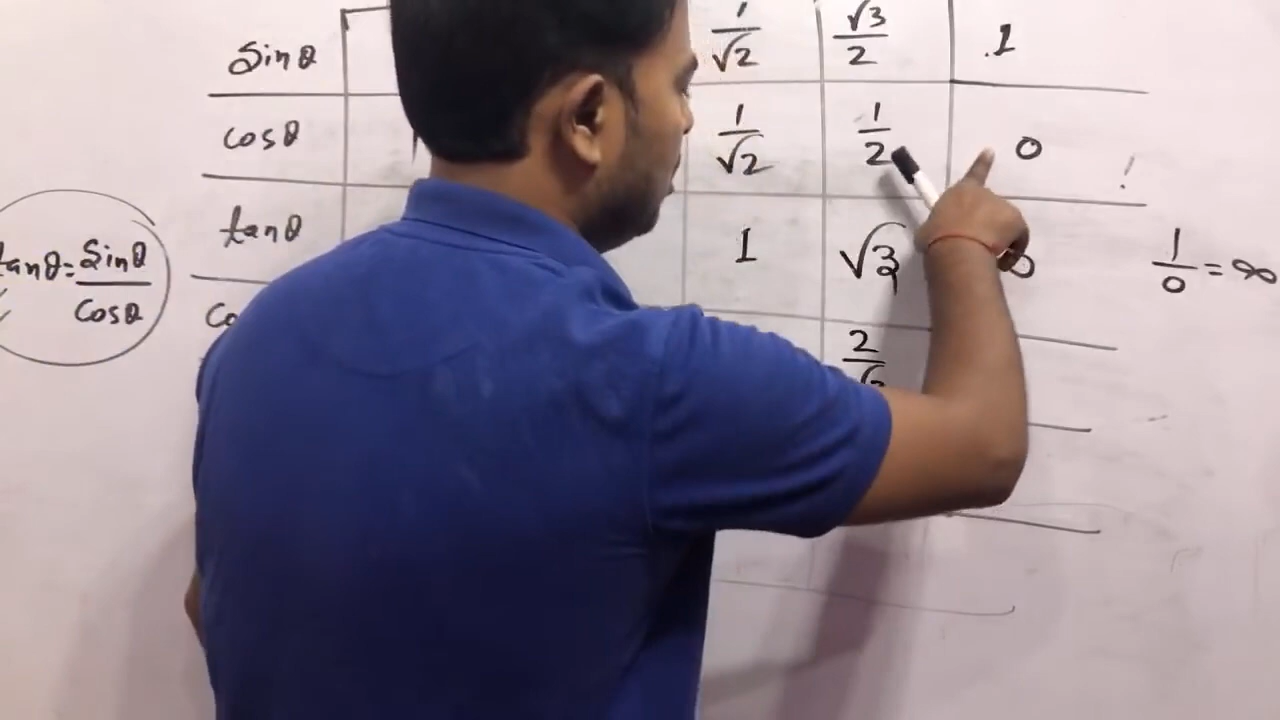 sinθ 1/√2 √3/2 1
cosθ 1/√2 1/2 0
tanθ 1 √3
tanθ = sinθ/cosθ
1/0 = ∞
Co
2